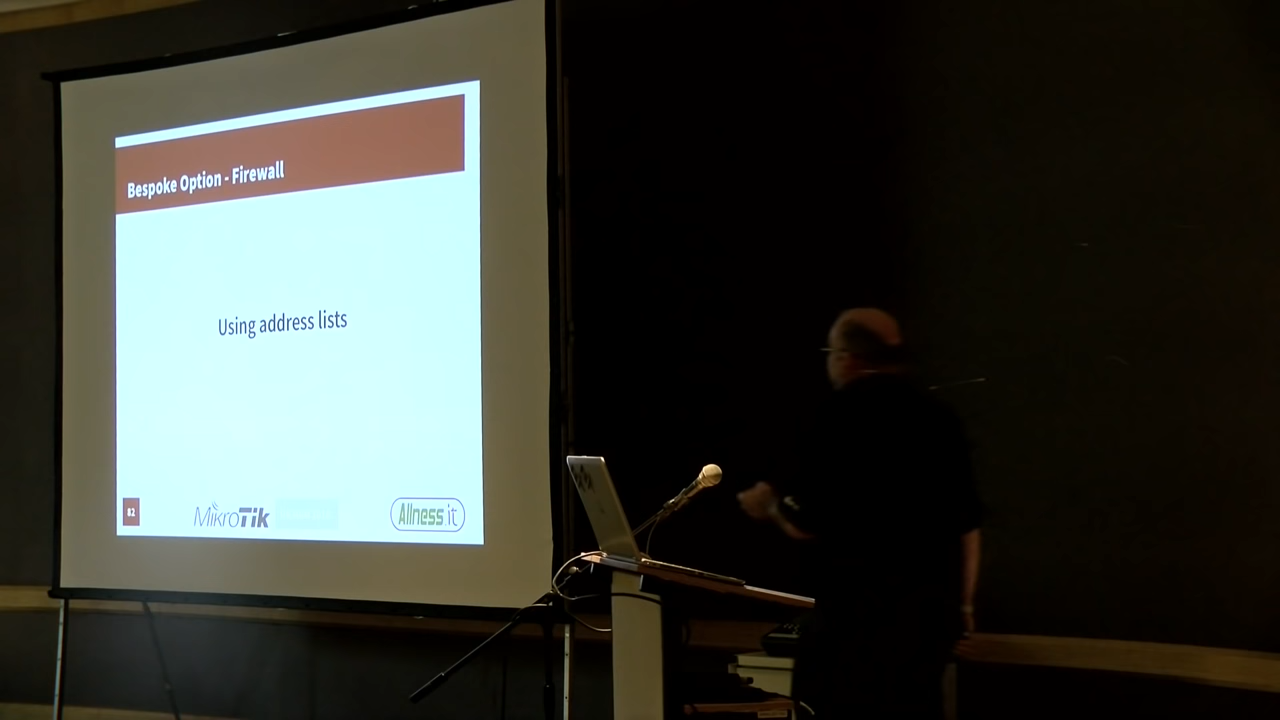 Bespoke Option - Firewall
Using address lists
82
MikroTik
Allness.it